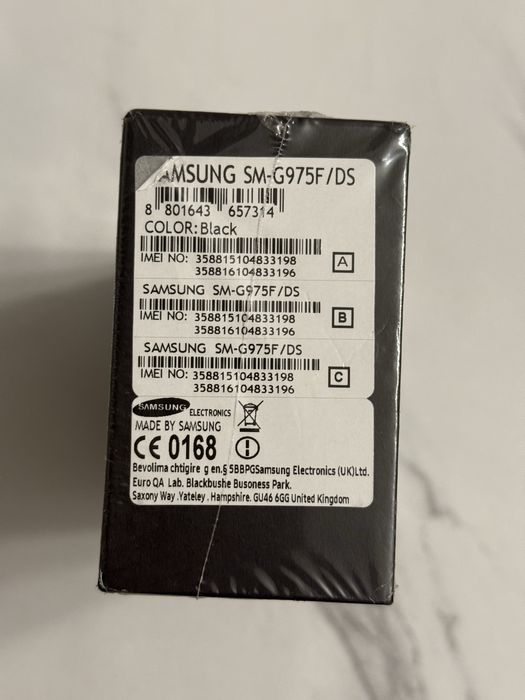 AMSUNG SM-G975F/DS
8 801643 657314
COLOR:Black
IMEI NO: 358815104833198
358816104833196
A
SAMSUNG SM-G975F/DS
IMEI NO: 358815104833198
358816104833196
B
SAMSUNG SM-G975F/DS
IMEI NO: 358815104833198
358816104833196
C
SAMSUNG ELECTRONICS
MADE BY SAMSUNG
CE 0168
Bevolima chtigire g en.§ SBBPGSamsung Electronics (UK)Ltd.
Euro QA Lab. Blackbushe Busoness Park.
Saxony Way .Yateley . Hampshire. GU46 6GG United Kingdom